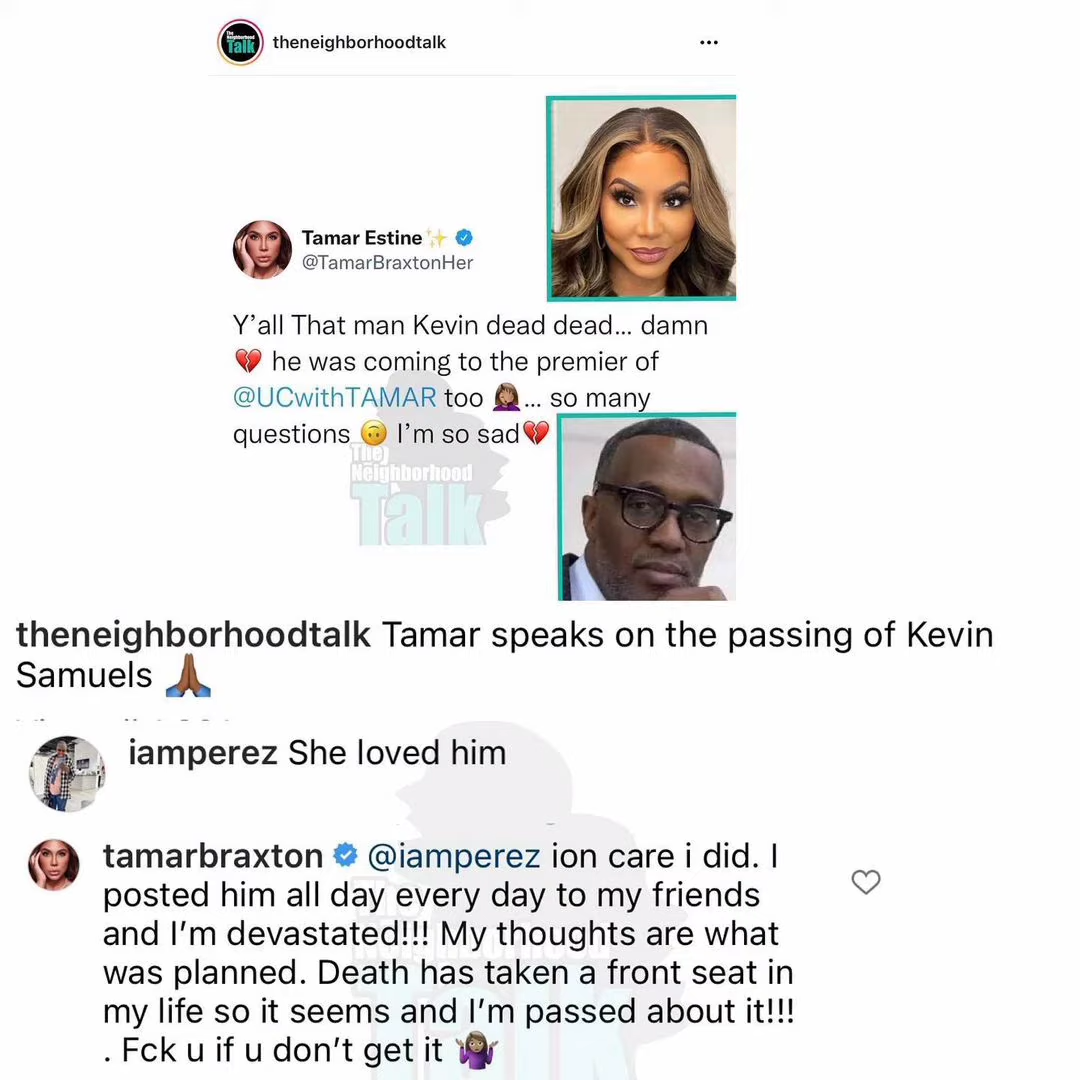 The Neighborhood Talk
theneighborhoodtalk
Tamar Estine✨
@TamarBraxtonHer
Y’all That man Kevin dead dead... damn
💔 he was coming to the premier of
@UCwithTAMAR too 🤦🏽‍♀️... so many
questions 🙃 I’m so sad💔
The
Neighborhood
Talk
theneighborhoodtalk Tamar speaks on the passing of Kevin
Samuels 🙏🏾
iamperez She loved him
tamarbraxton @iamperez ion care i did. I
posted him all day every day to my friends
and I’m devastated!!! My thoughts are what
was planned. Death has taken a front seat in
my life so it seems and I’m passed about it!!!
. Fck u if u don’t get it 🤷🏽‍♀️